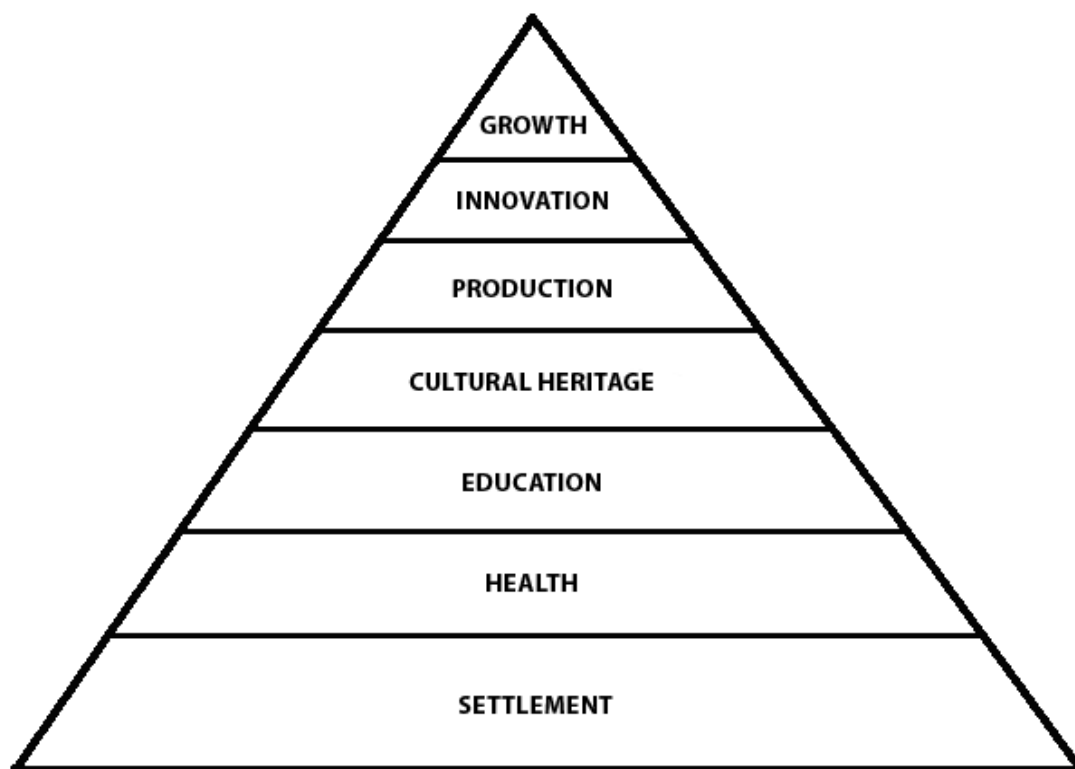 GROWTH
INNOVATION
PRODUCTION
CULTURAL HERITAGE
EDUCATION
HEALTH
SETTLEMENT